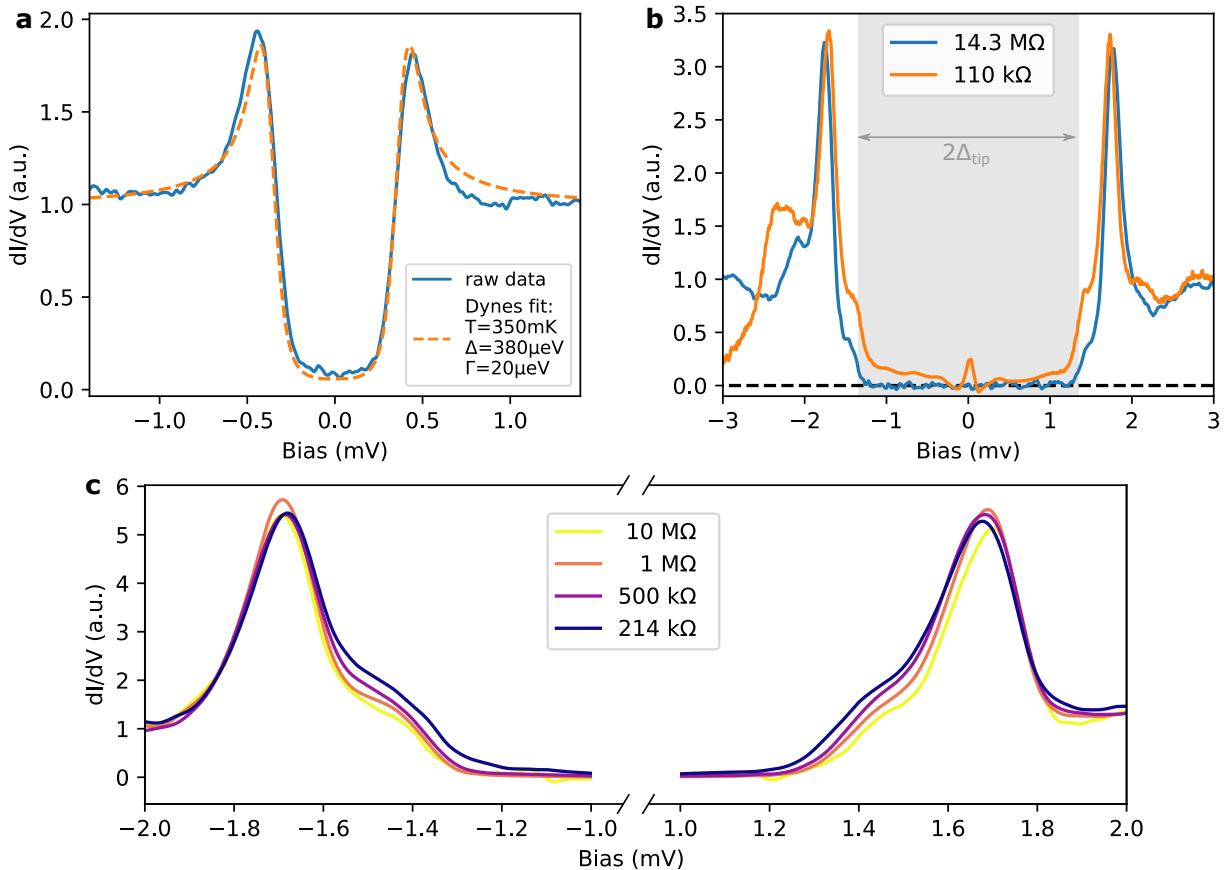 a
2.0
1.5
1.0
0.5
0.0
dI/dV (a.u.)
−1.0
−0.5
0.0
0.5
1.0
Bias (mV)
raw data
Dynes fit:
T=350mK
Δ=380μeV
Γ=20μeV
b
3.5
3.0
2.5
2.0
1.5
1.0
0.5
0.0
dI/dV (a.u.)
−3
−2
−1
0
1
2
3
Bias (mv)
14.3 MΩ
110 kΩ
2Δtip
c
6
5
4
3
2
1
0
dI/dV (a.u.)
−2.0
−1.8
−1.6
−1.4
−1.2
−1.0
1.0
1.2
1.4
1.6
1.8
2.0
Bias (mV)
10 MΩ
1 MΩ
500 kΩ
214 kΩ